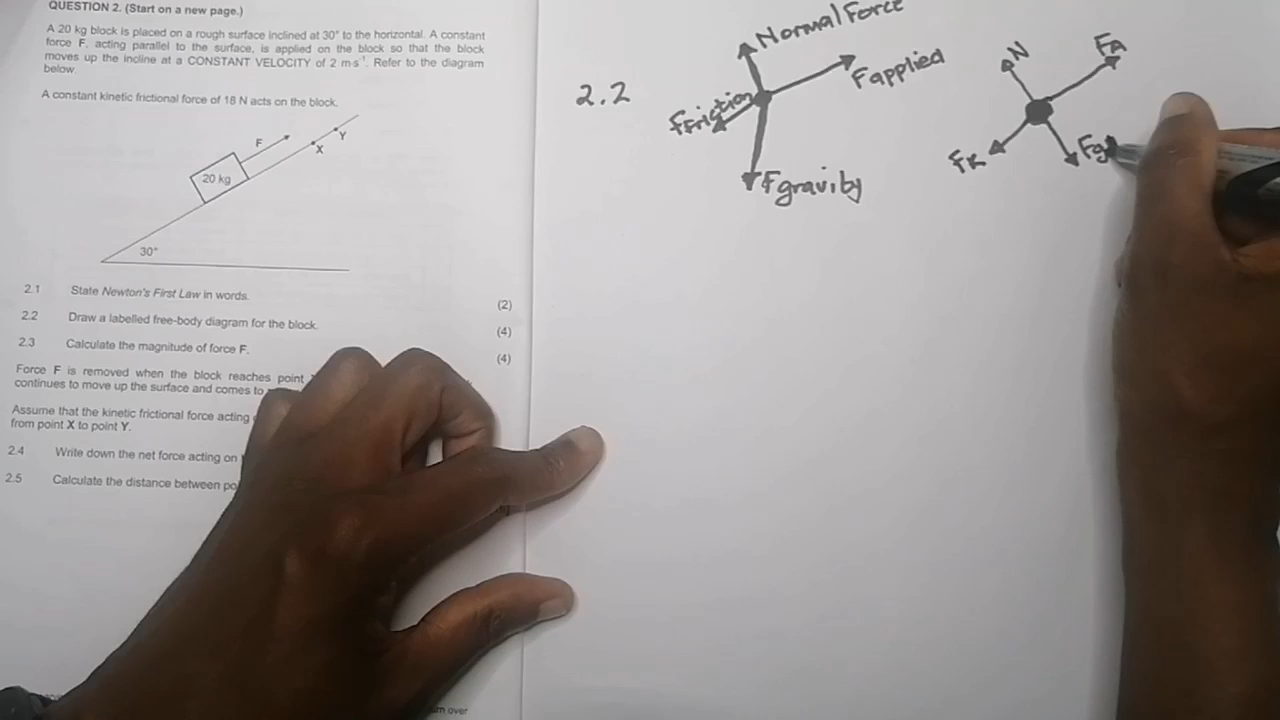 QUESTION 2. (Start on a new page.)
A 20 kg block is placed on a rough surface inclined at 30° to the horizontal. A constant
force F, acting parallel to the surface, is applied on the block so that the block
moves up the incline at a CONSTANT VELOCITY of 2 m·s⁻¹. Refer to the diagram
below.
A constant kinetic frictional force of 18 N acts on the block.
F
Y
X
20 kg
30°
2.1 State Newton's First Law in words. (2)
2.2 Draw a labelled free-body diagram for the block. (4)
2.3 Calculate the magnitude of force F. (4)
Force F is removed when the block reaches point
continues to move up the surface and comes to
Assume that the kinetic frictional force acting
from point X to point Y.
2.4 Write down the net force acting on
2.5 Calculate the distance between
over
2.2
Normal Force
Fapplied
Ffriction
Fgraviby
N
FA
FK